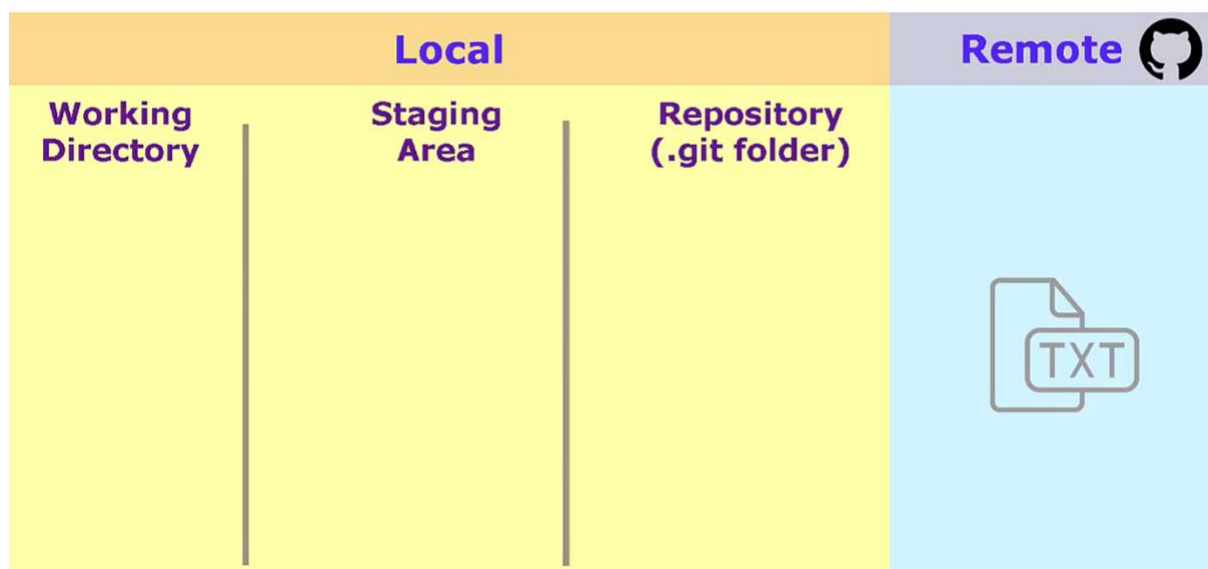 Local
Remote
Working
Directory
Staging
Area
Repository
(.git folder)
TXT